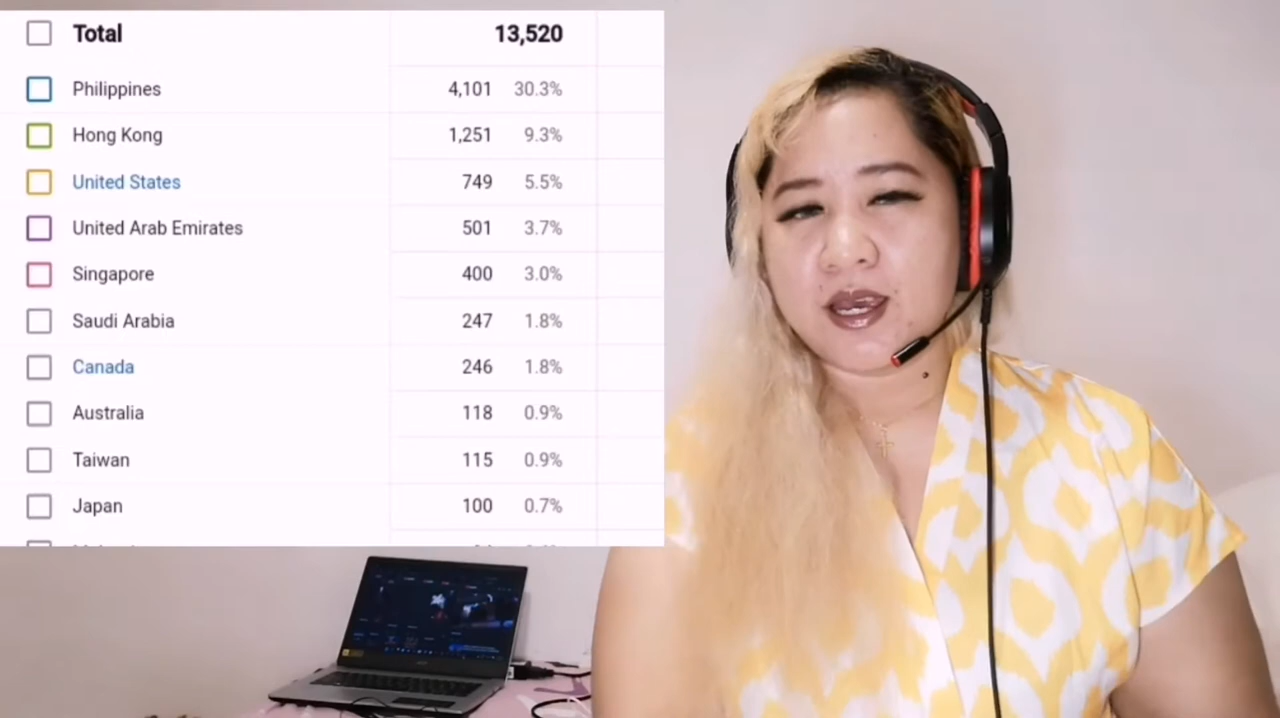 Total 13,520
Philippines 4,101 30.3%
Hong Kong 1,251 9.3%
United States 749 5.5%
United Arab Emirates 501 3.7%
Singapore 400 3.0%
Saudi Arabia 247 1.8%
Canada 246 1.8%
Australia 118 0.9%
Taiwan 115 0.9%
Japan 100 0.7%